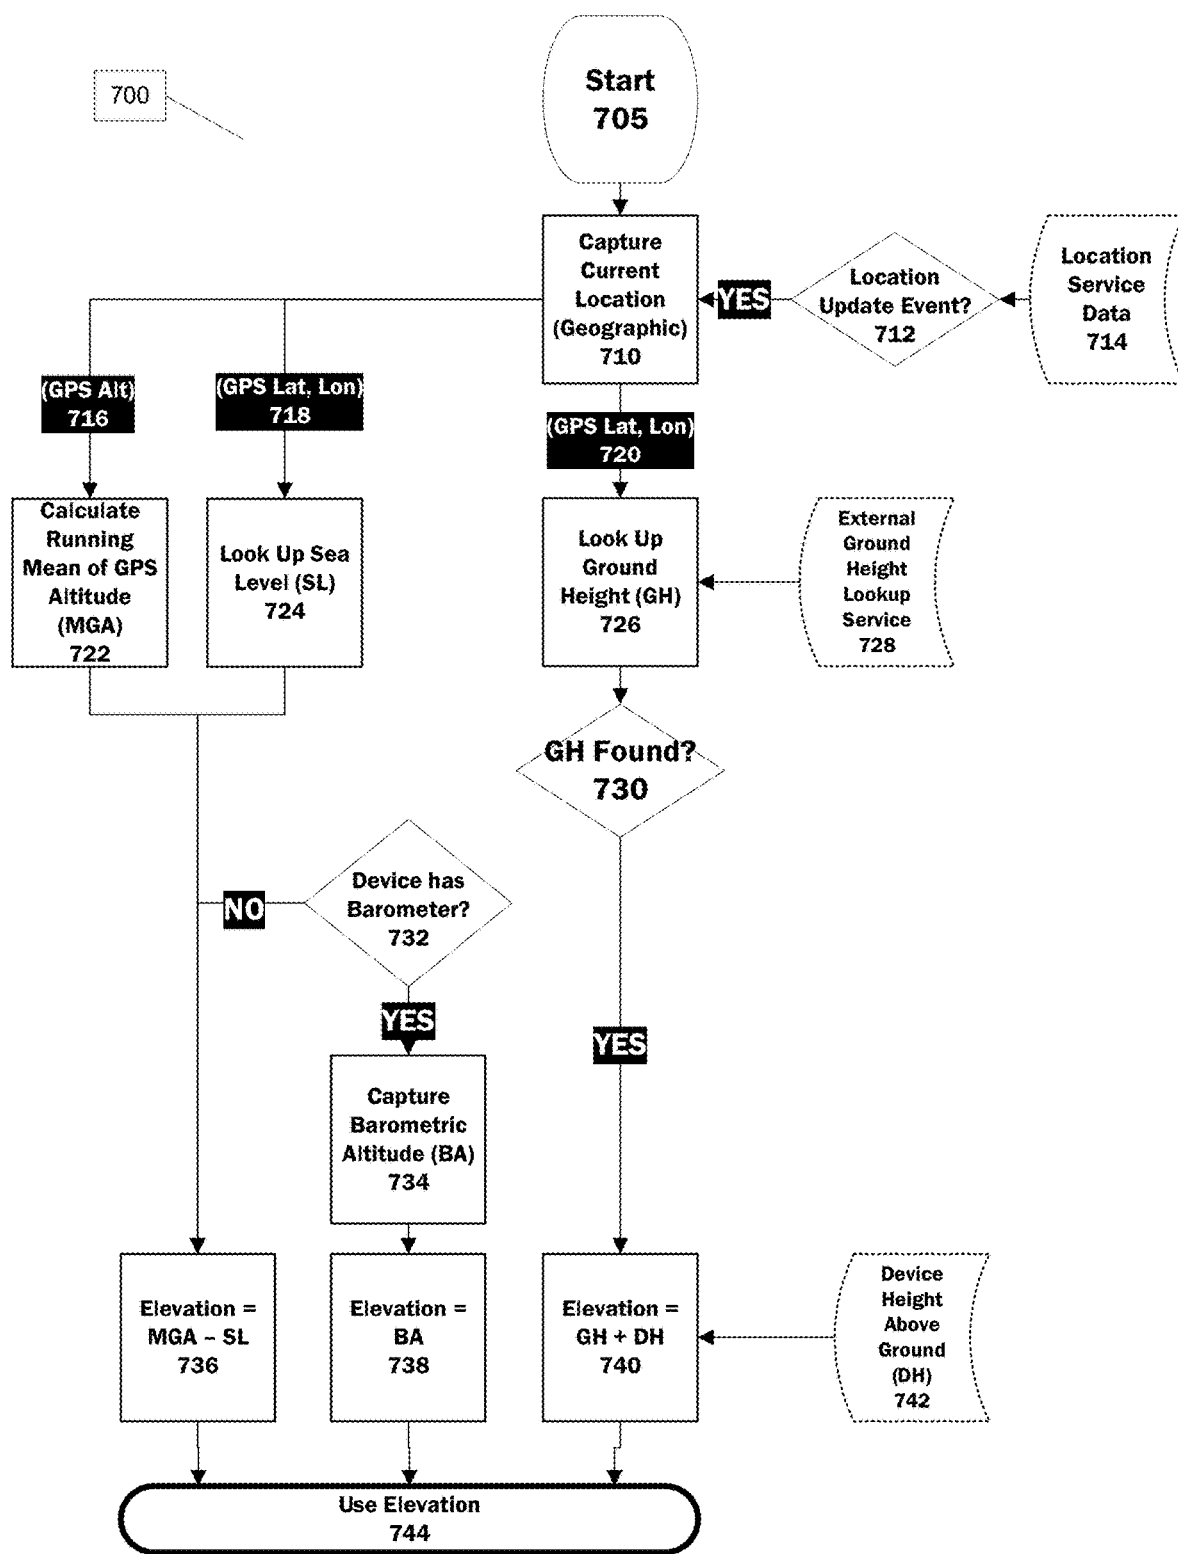 700
Start
705
Capture
Current
Location
(Geographic)
710
YES
Location
Update Event?
712
Location
Service
Data
714
(GPS Alt)
716
(GPS Lat, Lon)
718
(GPS Lat, Lon)
720
Calculate
Running
Mean of GPS
Altitude
(MGA)
722
Look Up Sea
Level (SL)
724
Look Up
Ground
Height (GH)
726
External
Ground
Height
Lookup
Service
728
GH Found?
730
Device has
Barometer?
732
NO
YES
YES
Capture
Barometric
Altitude (BA)
734
Elevation =
MGA – SL
736
Elevation =
BA
738
Elevation =
GH + DH
740
Device
Height
Above
Ground
(DH)
742
Use Elevation
744